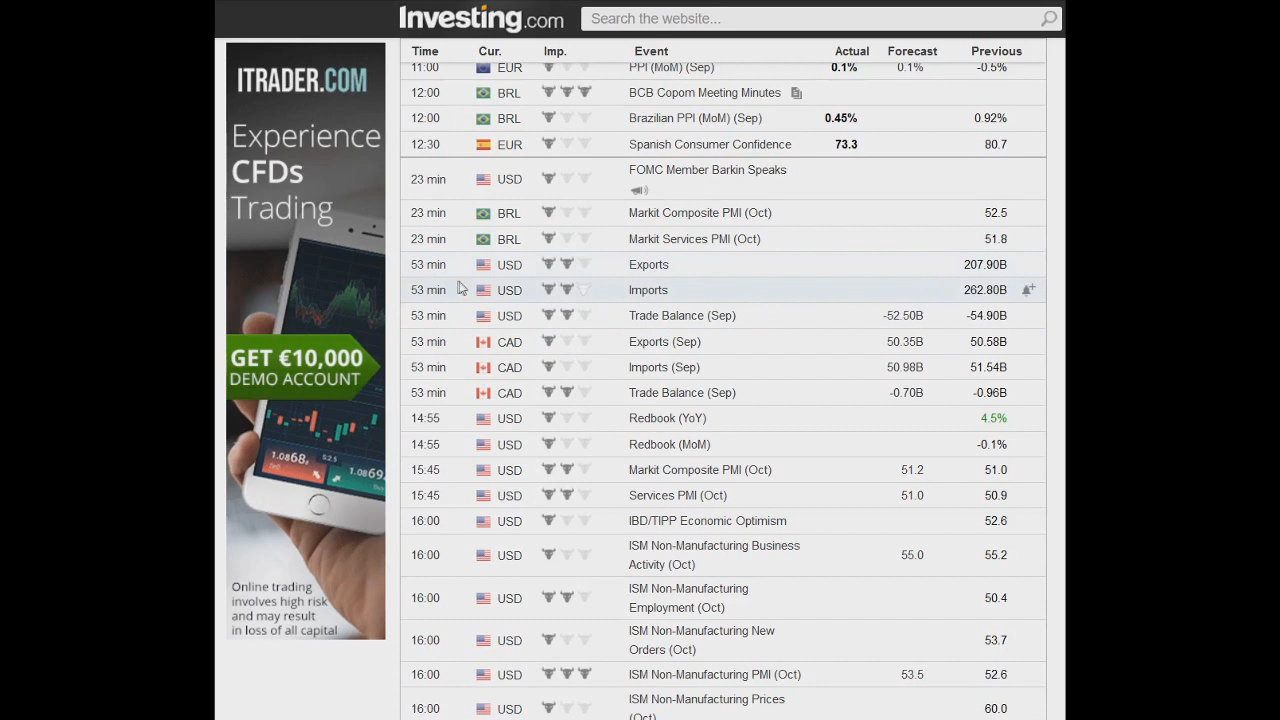 Investing.com
Search the website...
ITRADER.COM
Experience
CFDs
Trading
GET €10,000
DEMO ACCOUNT
1.0868
1.0869
Online trading
involves high risk
and may result
in loss of all capital
Time Cur. Imp. Event Actual Forecast Previous
11:00 EUR PPI (MoM) (Sep) 0.1% 0.1% -0.5%
12:00 BRL BCB Copom Meeting Minutes
12:00 BRL Brazilian PPI (MoM) (Sep) 0.45% 0.92%
12:30 EUR Spanish Consumer Confidence 73.3 80.7
23 min USD FOMC Member Barkin Speaks
23 min BRL Markit Composite PMI (Oct) 52.5
23 min BRL Markit Services PMI (Oct) 51.8
53 min USD Exports 207.90B
53 min USD Imports 262.80B
53 min USD Trade Balance (Sep) -52.50B -54.90B
53 min CAD Exports (Sep) 50.35B 50.58B
53 min CAD Imports (Sep) 50.98B 51.54B
53 min CAD Trade Balance (Sep) -0.70B -0.96B
14:55 USD Redbook (YoY) 4.5%
14:55 USD Redbook (MoM) -0.1%
15:45 USD Markit Composite PMI (Oct) 51.2 51.0
15:45 USD Services PMI (Oct) 51.0 50.9
16:00 USD IBD/TIPP Economic Optimism 52.6
16:00 USD ISM Non-Manufacturing Business
Activity (Oct) 55.0 55.2
16:00 USD ISM Non-Manufacturing
Employment (Oct) 50.4
16:00 USD ISM Non-Manufacturing New
Orders (Oct) 53.7
16:00 USD ISM Non-Manufacturing PMI (Oct) 53.5 52.6
16:00 USD ISM Non-Manufacturing Prices
(Oct) 60.0